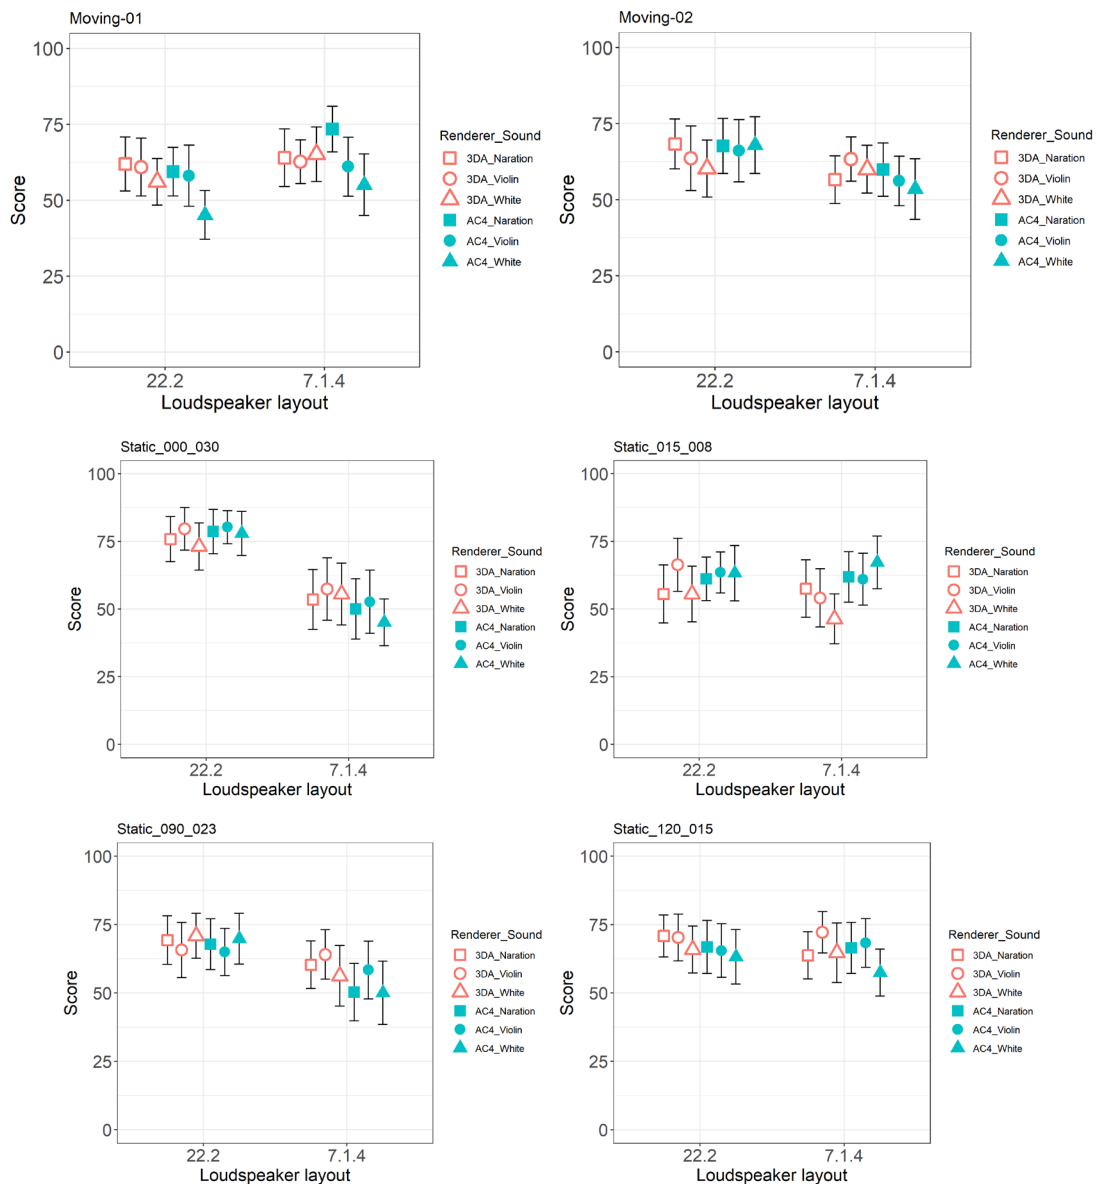 Moving-01
100
75
50
25
0
Score
22.2
7.1.4
Loudspeaker layout
Renderer_Sound
3DA_Naration
3DA_Violin
3DA_White
AC4_Naration
AC4_Violin
AC4_White
Moving-02
100
75
50
25
0
Score
22.2
7.1.4
Loudspeaker layout
Renderer_Sound
3DA_Naration
3DA_Violin
3DA_White
AC4_Naration
AC4_Violin
AC4_White
Static_000_030
100
75
50
25
0
Score
22.2
7.1.4
Loudspeaker layout
Renderer_Sound
3DA_Naration
3DA_Violin
3DA_White
AC4_Naration
AC4_Violin
AC4_White
Static_015_008
100
75
50
25
0
Score
22.2
7.1.4
Loudspeaker layout
Renderer_Sound
3DA_Naration
3DA_Violin
3DA_White
AC4_Naration
AC4_Violin
AC4_White
Static_090_023
100
75
50
25
0
Score
22.2
7.1.4
Loudspeaker layout
Renderer_Sound
3DA_Naration
3DA_Violin
3DA_White
AC4_Naration
AC4_Violin
AC4_White
Static_120_015
100
75
50
25
0
Score
22.2
7.1.4
Loudspeaker layout
Renderer_Sound
3DA_Naration
3DA_Violin
3DA_White
AC4_Naration
AC4_Violin
AC4_White